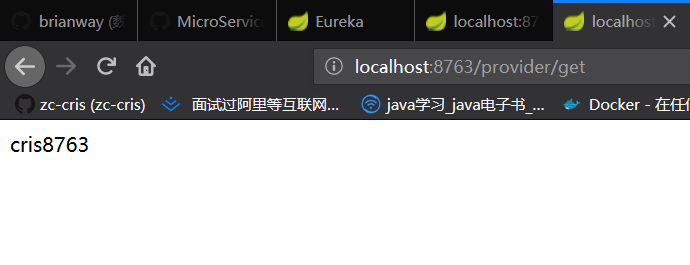 brianway (魏
MicroServic
Eureka
localhost:87
localhost
localhost:8763/provider/get
zc-cris (zc-cris)
面试过阿里等互联网...
java学习_java电子书_...
Docker - 在任何
cris8763